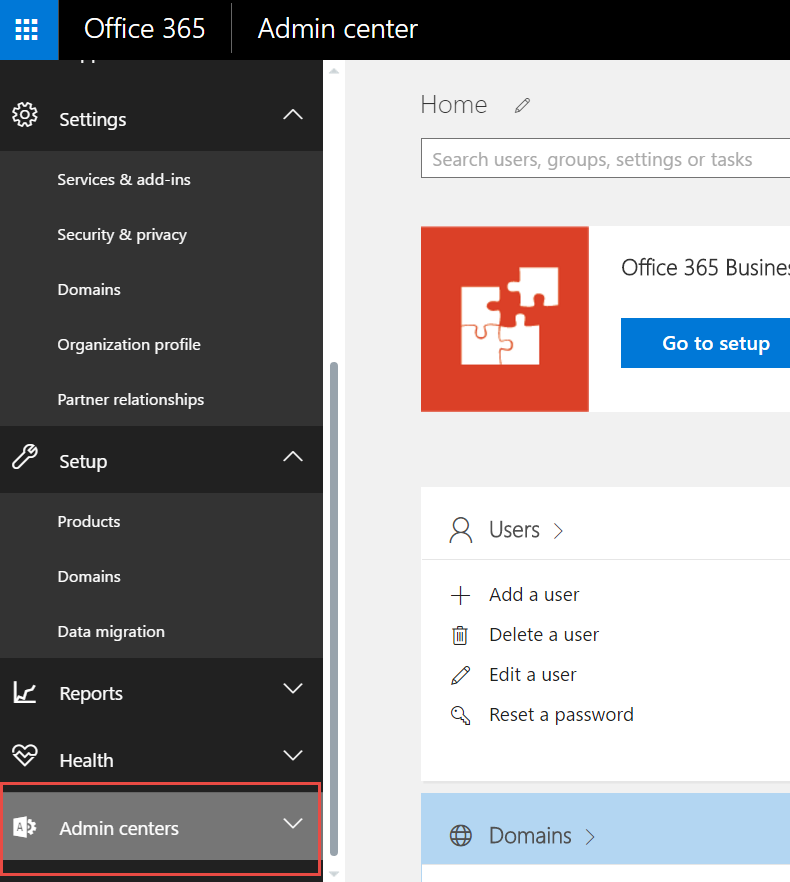 Office 365
Admin center
Settings
Services & add-ins
Security & privacy
Domains
Organization profile
Partner relationships
Setup
Products
Domains
Data migration
Reports
Health
Admin centers
Home
Search users, groups, settings or tasks
Office 365 Busines
Go to setup
Users
Add a user
Delete a user
Edit a user
Reset a password
Domains